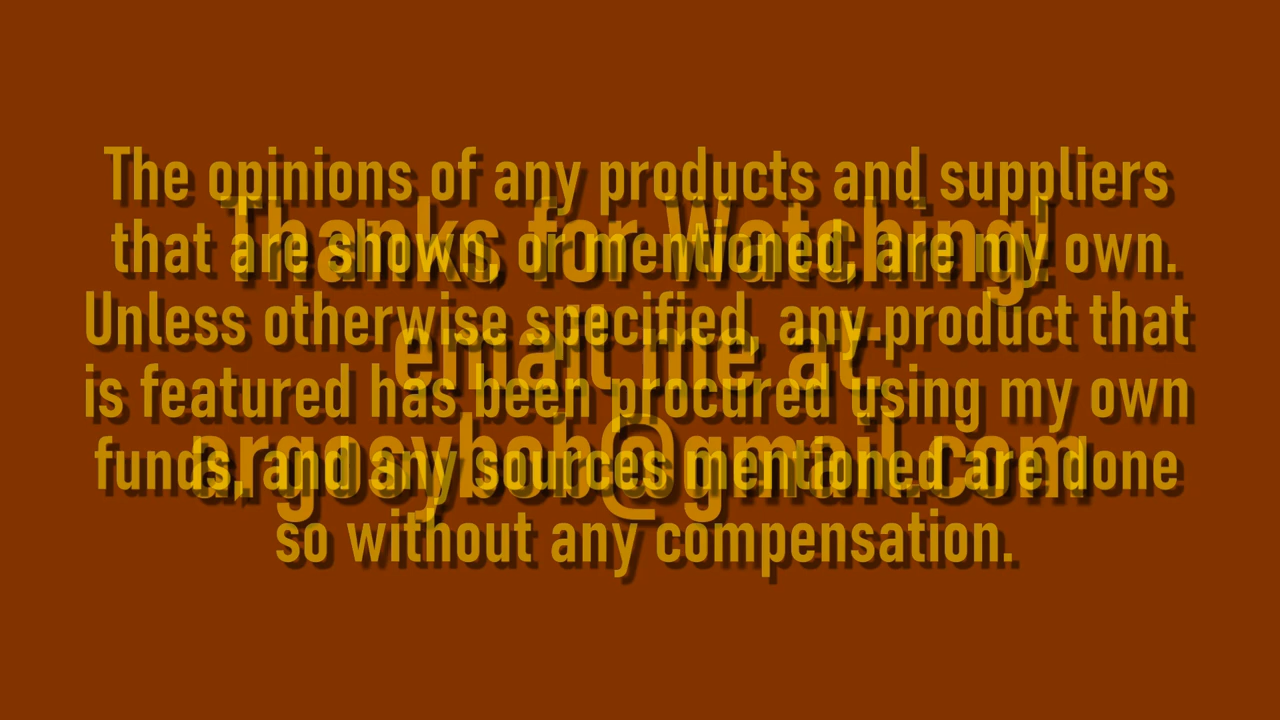 The opinions of any products and suppliers
that are shown, or mentioned, are my own.
Unless otherwise specified, any product that
is featured has been procured using my own
funds, and any sources mentioned are done
so without any compensation.
Thanks for Watching!
email me at:
argosybob@gmail.com